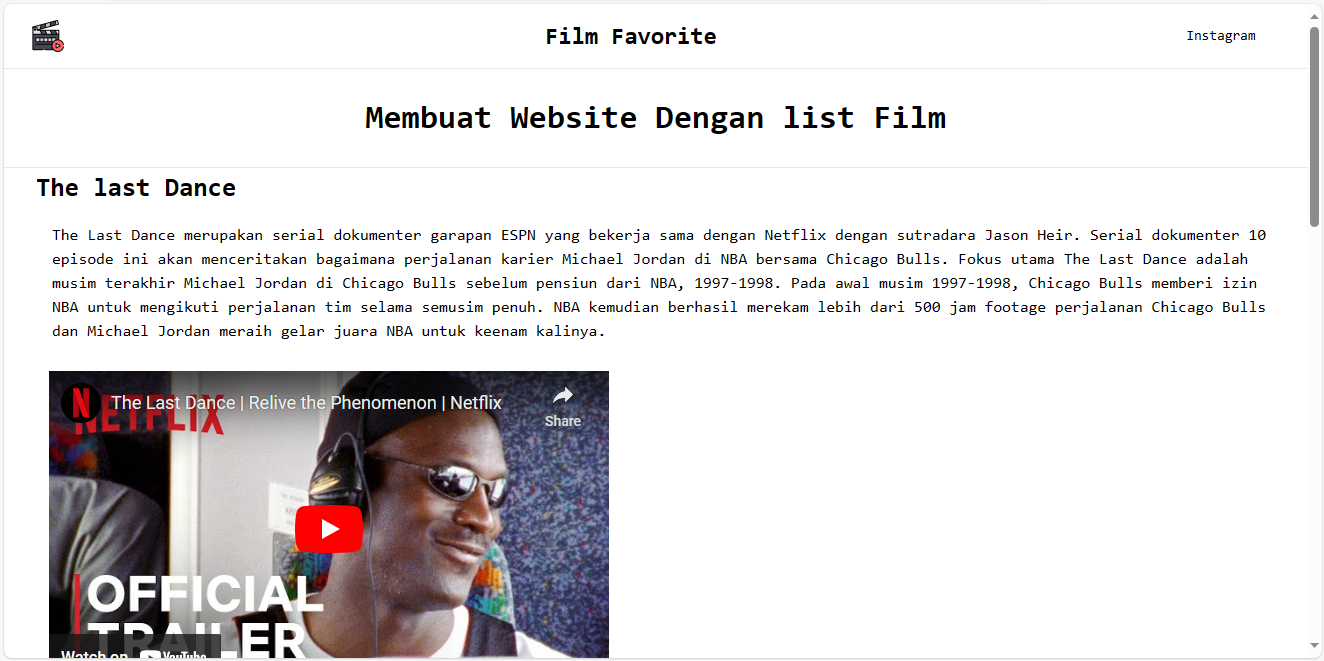 Film Favorite
Instagram
Membuat Website Dengan list Film
The last Dance
The Last Dance merupakan serial dokumenter garapan ESPN yang bekerja sama dengan Netflix dengan sutradara Jason Heir. Serial dokumenter 10
episode ini akan menceritakan bagaimana perjalanan karier Michael Jordan di NBA bersama Chicago Bulls. Fokus utama The Last Dance adalah
musim terakhir Michael Jordan di Chicago Bulls sebelum pensiun dari NBA, 1997-1998. Pada awal musim 1997-1998, Chicago Bulls memberi izin
NBA untuk mengikuti perjalanan tim selama semusim penuh. NBA kemudian berhasil merekam lebih dari 500 jam footage perjalanan Chicago Bulls
dan Michael Jordan meraih gelar juara NBA untuk keenam kalinya.
N
The Last Dance | Relive the Phenomenon | Netflix
NETFLIX
Share
OFFICIAL
TRAILER
Watch on YouTube